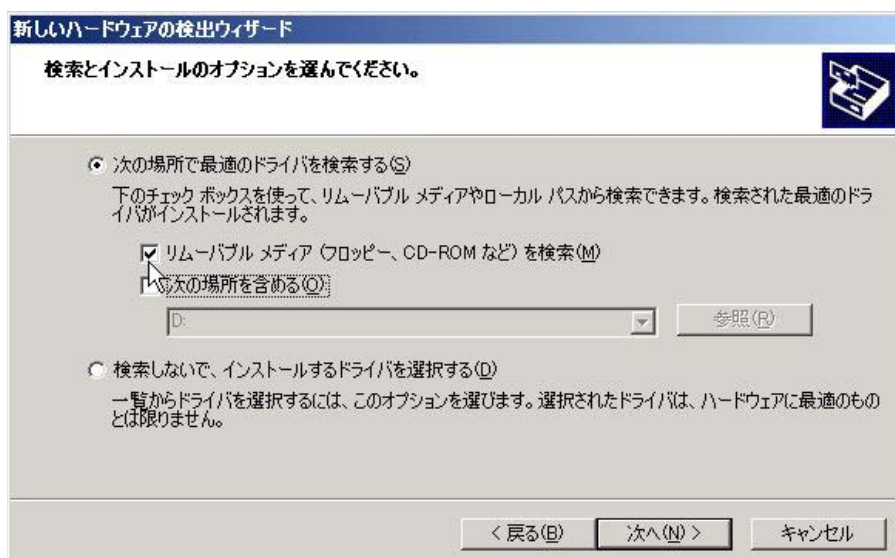 新しいハードウェアの検出ウィザード
検索とインストールのオプションを選んでください。
次の場所で最適のドライバを検索する(S)
下のチェック ボックスを使って、リムーバブル メディアやローカル パスから検索できます。検索された最適のドラ
イバがインストールされます。
リムーバブル メディア (フロッピー、CD-ROM など) を検索(M)
次の場所を含める(O):
D:
参照(R)
検索しないで、インストールするドライバを選択する(D)
一覧からドライバを選択するには、このオプションを選びます。選択されたドライバは、ハードウェアに最適のもの
とは限りません。
< 戻る(B)
次へ(N) >
キャンセル